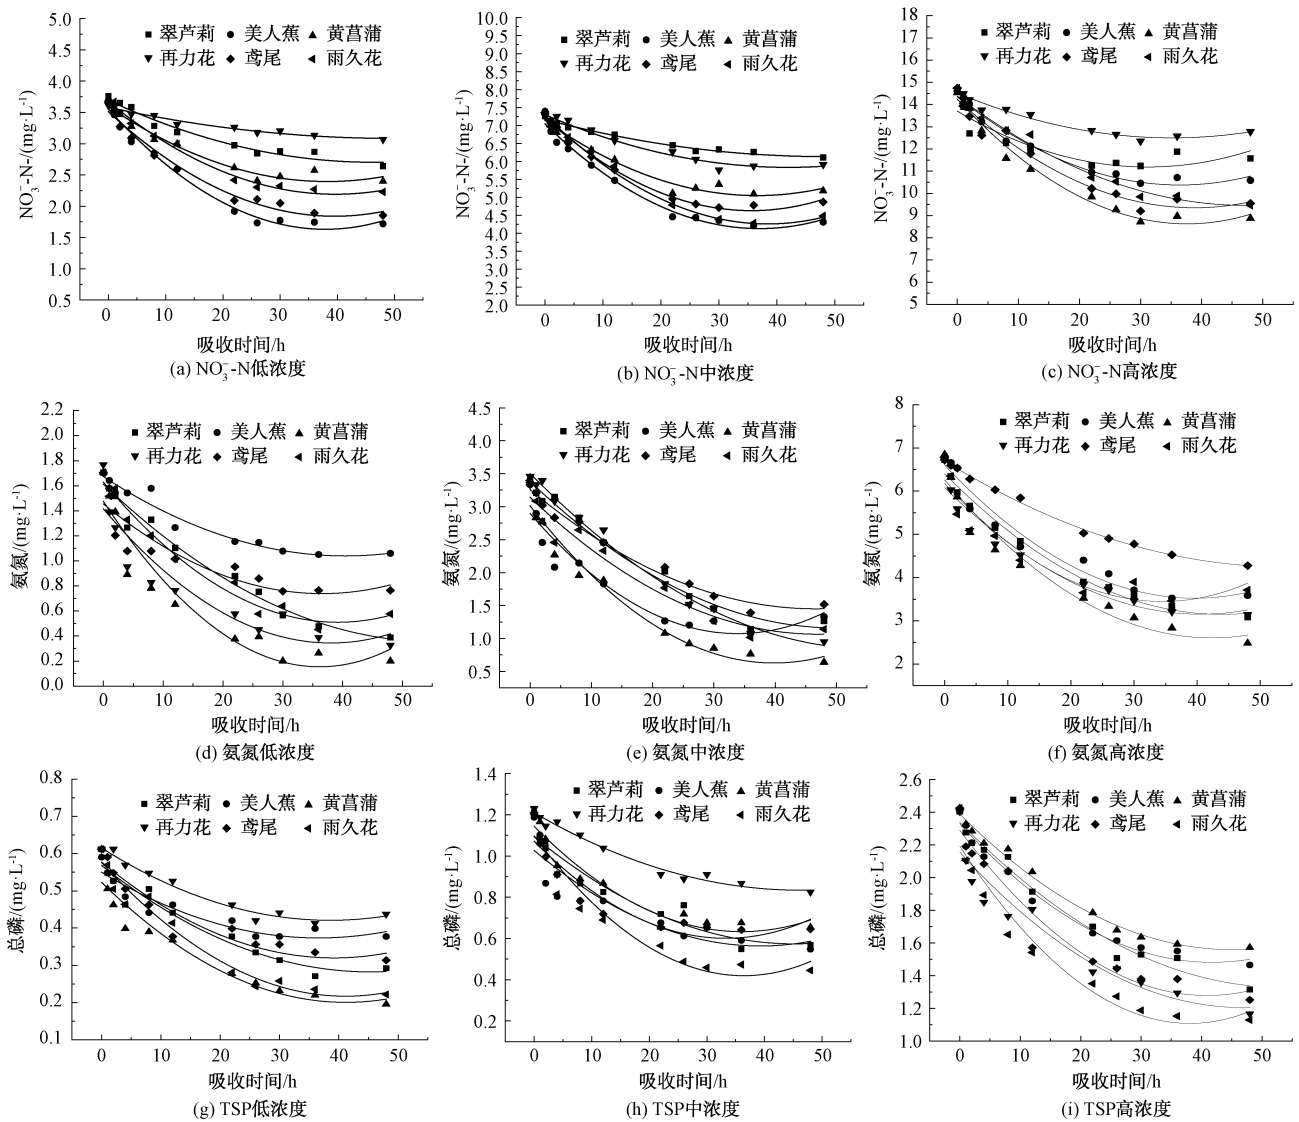 5.0
4.5
4.0
3.5
3.0
2.5
2.0
1.5
1.0
0.5
NO₃⁻-N-/(mg·L⁻¹)
■ 翠芦莉 ● 美人蕉 ▲ 黄菖蒲
▼ 再力花 ◆ 鸢尾 ◀ 雨久花
0 10 20 30 40 50
吸收时间/h
(a) NO₃⁻-N低浓度
10.0
9.5
9.0
8.5
8.0
7.5
7.0
6.5
6.0
5.5
5.0
4.5
4.0
3.5
3.0
2.5
2.0
NO₃⁻-N-/(mg·L⁻¹)
■ 翠芦莉 ● 美人蕉 ▲ 黄菖蒲
▼ 再力花 ◆ 鸢尾 ◀ 雨久花
0 10 20 30 40 50
吸收时间/h
(b) NO₃⁻-N中浓度
18
17
16
15
14
13
12
11
10
9
8
7
6
5
NO₃⁻-N-/(mg·L⁻¹)
■ 翠芦莉 ● 美人蕉 ▲ 黄菖蒲
▼ 再力花 ◆ 鸢尾 ◀ 雨久花
0 10 20 30 40 50
吸收时间/h
(c) NO₃⁻-N高浓度
2.2
2.0
1.8
1.6
1.4
1.2
1.0
0.8
0.6
0.4
0.2
0.0
氨氮/(mg·L⁻¹)
■ 翠芦莉 ● 美人蕉 ▲ 黄菖蒲
▼ 再力花 ◆ 鸢尾 ◀ 雨久花
0 10 20 30 40 50
吸收时间/h
(d) 氨氮低浓度
4.5
4.0
3.5
3.0
2.5
2.0
1.5
1.0
0.5
氨氮/(mg·L⁻¹)
■ 翠芦莉 ● 美人蕉 ▲ 黄菖蒲
▼ 再力花 ◆ 鸢尾 ◀ 雨久花
0 10 20 30 40 50
吸收时间/h
(e) 氨氮中浓度
8
7
6
5
4
3
2
氨氮/(mg·L⁻¹)
■ 翠芦莉 ● 美人蕉 ▲ 黄菖蒲
▼ 再力花 ◆ 鸢尾 ◀ 雨久花
0 10 20 30 40 50
吸收时间/h
(f) 氨氮高浓度
0.8
0.7
0.6
0.5
0.4
0.3
0.2
0.1
总磷/(mg·L⁻¹)
■ 翠芦莉 ● 美人蕉 ▲ 黄菖蒲
▼ 再力花 ◆ 鸢尾 ◀ 雨久花
0 10 20 30 40 50
吸收时间/h
(g) TSP低浓度
1.4
1.2
1.0
0.8
0.6
0.4
0.2
总磷/(mg·L⁻¹)
■ 翠芦莉 ● 美人蕉 ▲ 黄菖蒲
▼ 再力花 ◆ 鸢尾 ◀ 雨久花
0 10 20 30 40 50
吸收时间/h
(h) TSP中浓度
2.6
2.4
2.2
2.0
1.8
1.6
1.4
1.2
1.0
总磷/(mg·L⁻¹)
■ 翠芦莉 ● 美人蕉 ▲ 黄菖蒲
▼ 再力花 ◆ 鸢尾 ◀ 雨久花
0 10 20 30 40 50
吸收时间/h
(i) TSP高浓度